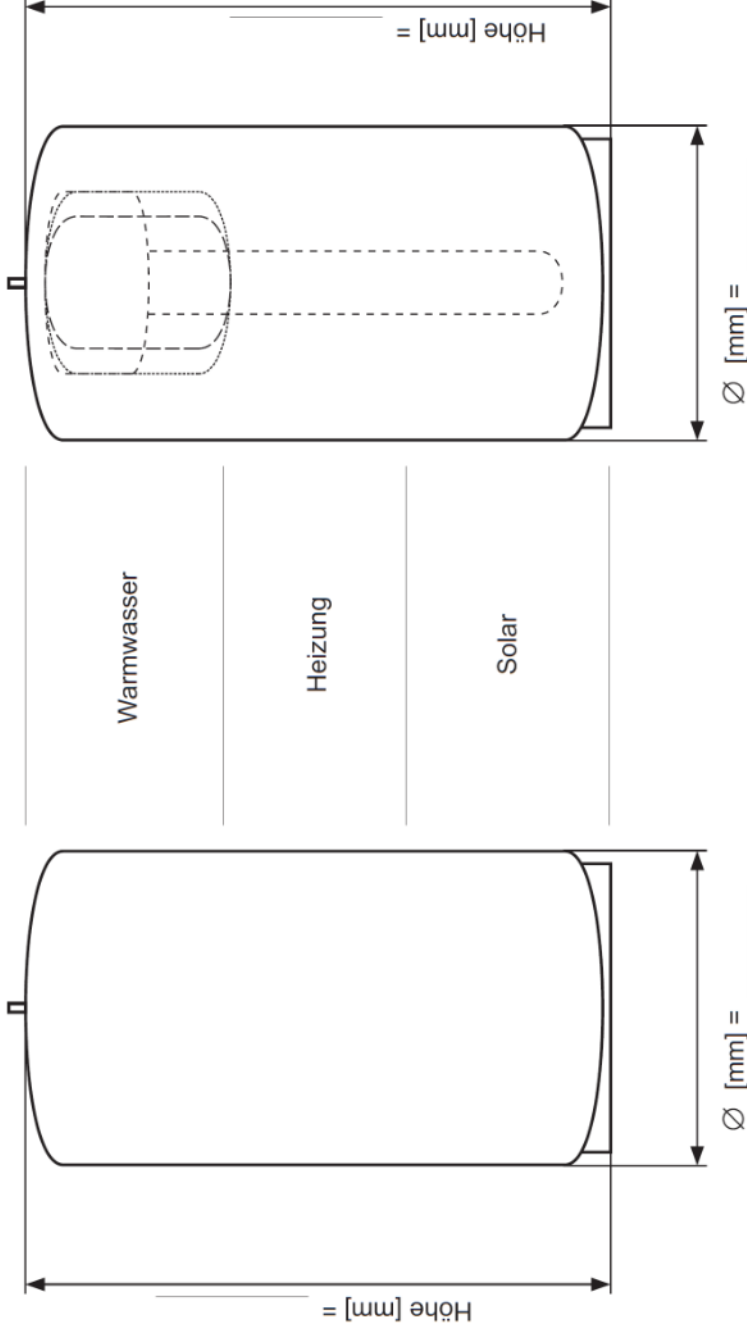 Höhe [mm] =
Warmwasser
Heizung
Solar
Höhe [mm] =
Ø [mm] =
Ø [mm] =